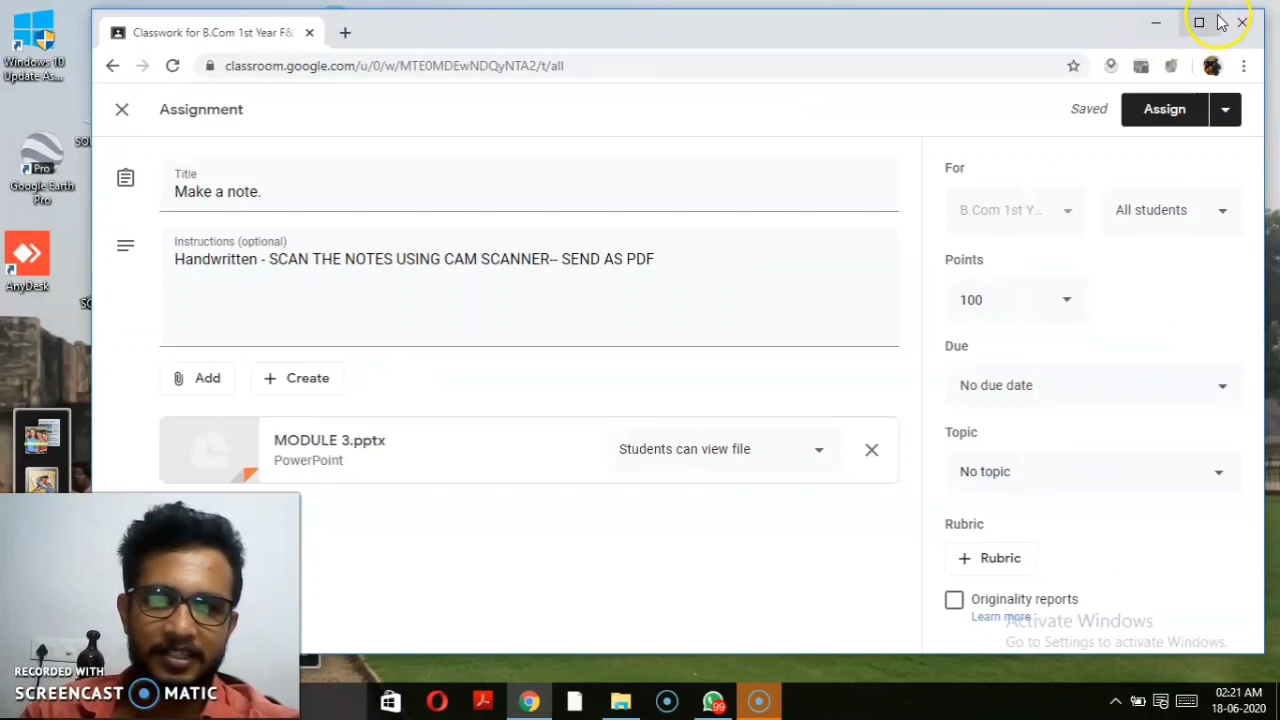 Windows 10
Update As...
Pro
Google Earth
Pro
AnyDesk
SO
SC
Classwork for B.Com 1st Year F&
classroom.google.com/u/0/w/MTE0MDEwNDQyNTA2/t/all
Assignment
Saved
Assign
Title
Make a note.
Instructions (optional)
Handwritten - SCAN THE NOTES USING CAM SCANNER-- SEND AS PDF
Add
Create
MODULE 3.pptx
PowerPoint
Students can view file
For
B.Com 1st Y...
All students
Points
100
Due
No due date
Topic
No topic
Rubric
Rubric
Originality reports
Learn more
Activate Windows
Go to Settings to activate Windows.
RECORDED WITH
SCREENCAST MATIC
99
02:21 AM
18-06-2020